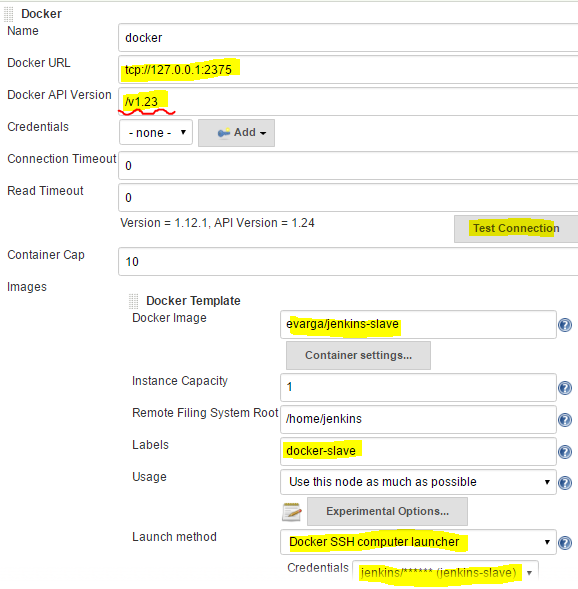 Docker
Name docker
Docker URL tcp://127.0.0.1:2375
Docker API Version /v1.23
Credentials - none - Add
Connection Timeout 0
Read Timeout 0
Version = 1.12.1, API Version = 1.24 Test Connection
Container Cap 10
Images
Docker Template
Docker Image evarga/jenkins-slave
Container settings...
Instance Capacity 1
Remote Filing System Root /home/jenkins
Labels docker-slave
Usage Use this node as much as possible
Experimental Options...
Launch method Docker SSH computer launcher
Credentials jenkins/****** (jenkins-slave)